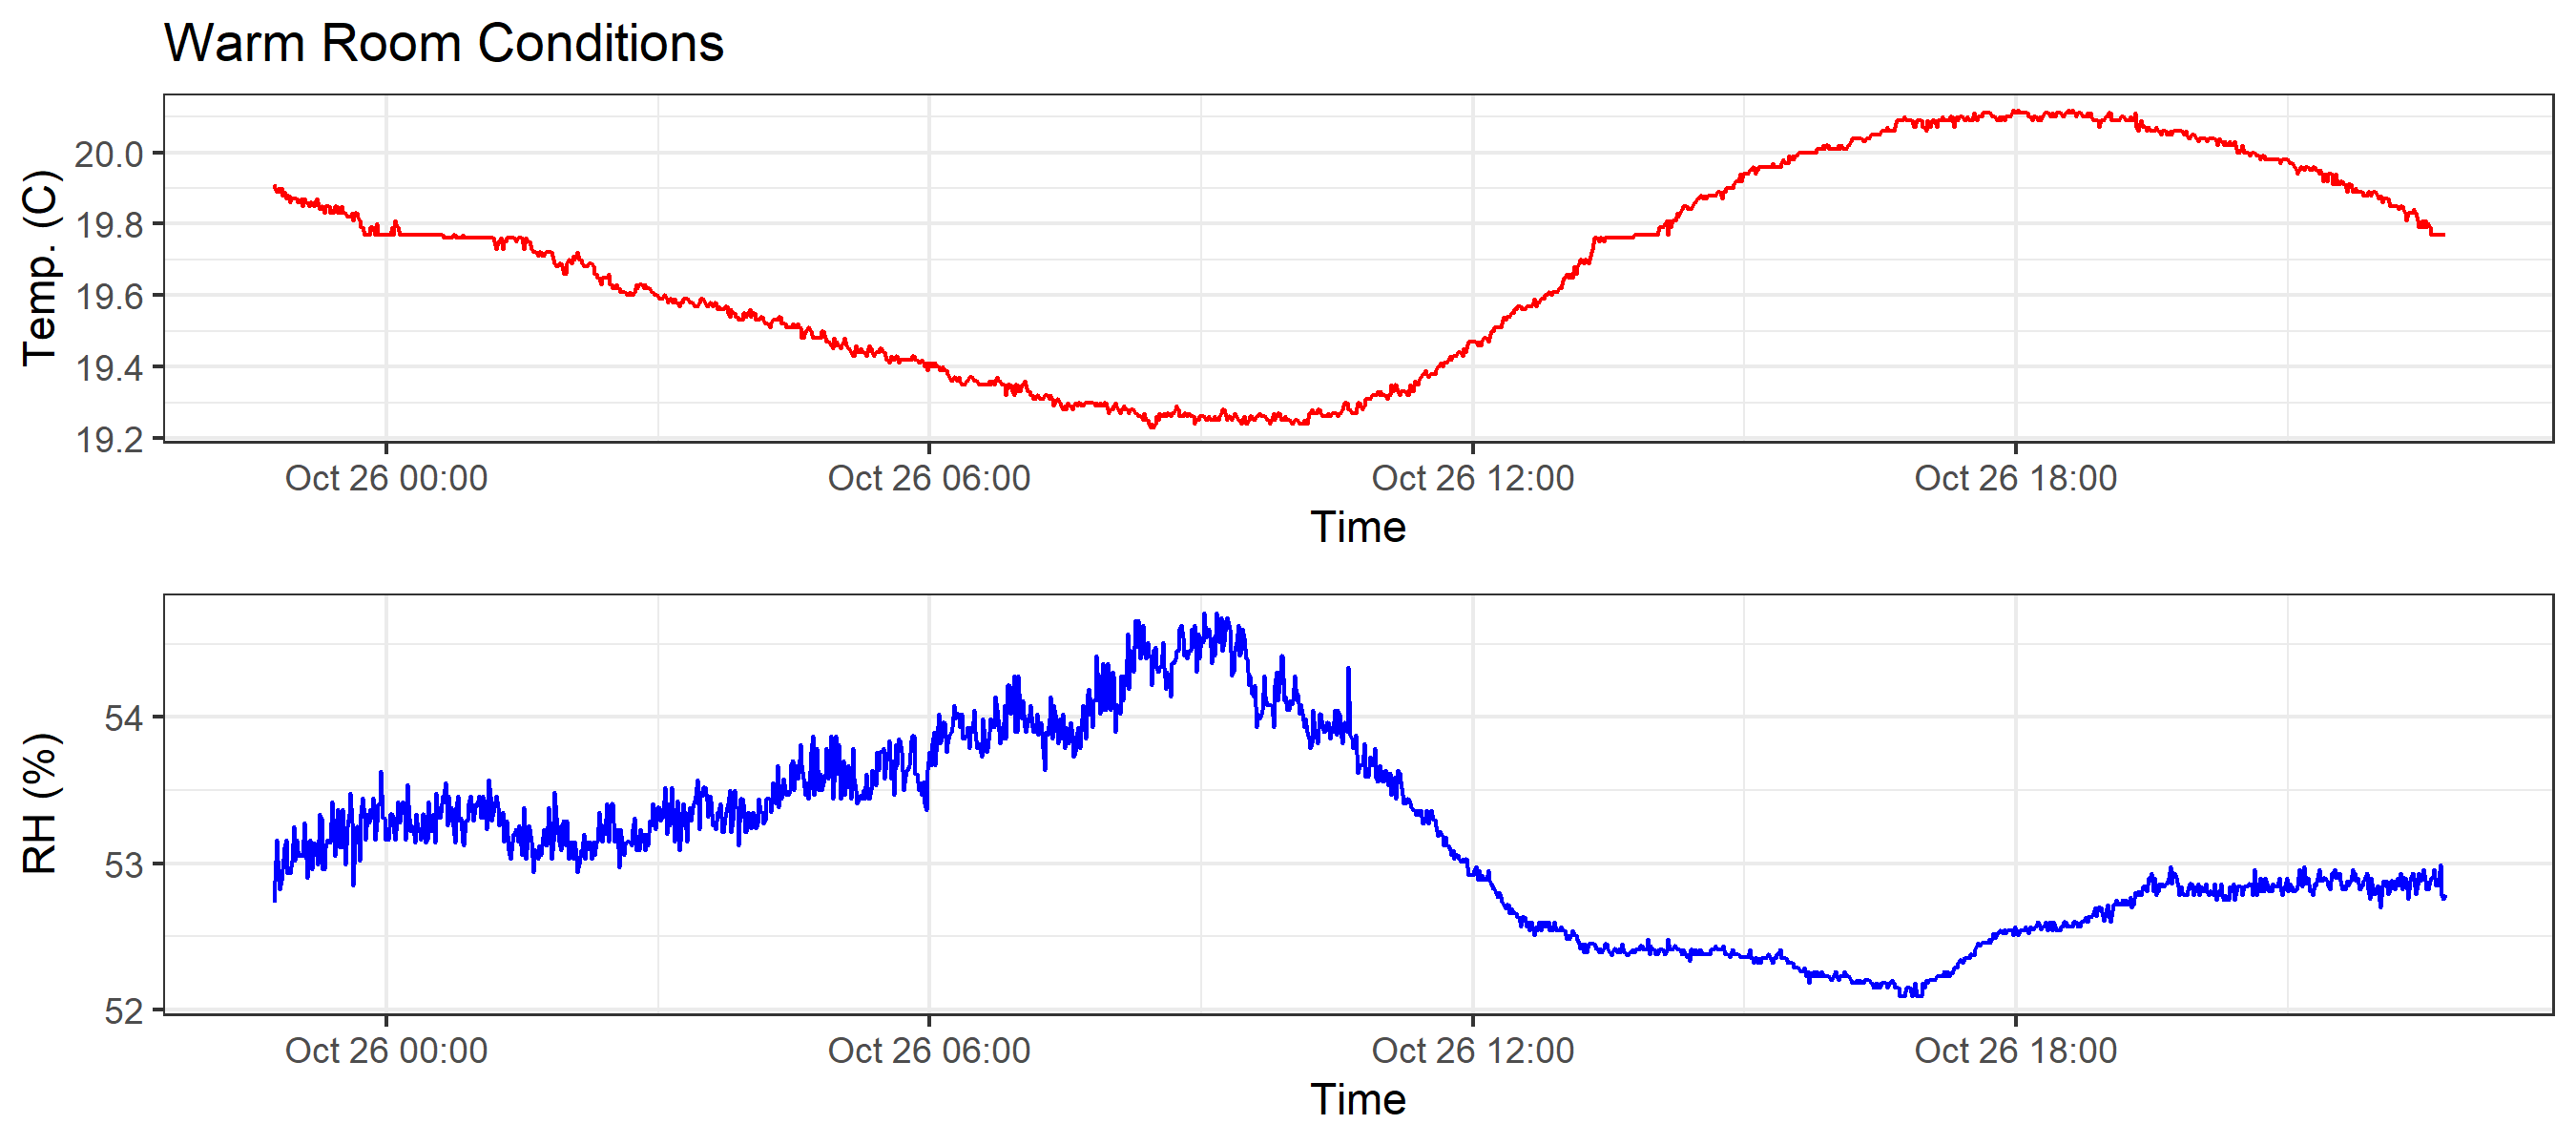 Warm Room Conditions
Temp. (C)
20.0
19.8
19.6
19.4
19.2
Oct 26 00:00 Oct 26 06:00 Oct 26 12:00 Oct 26 18:00
Time
RH (%)
54
53
52
Oct 26 00:00 Oct 26 06:00 Oct 26 12:00 Oct 26 18:00
Time